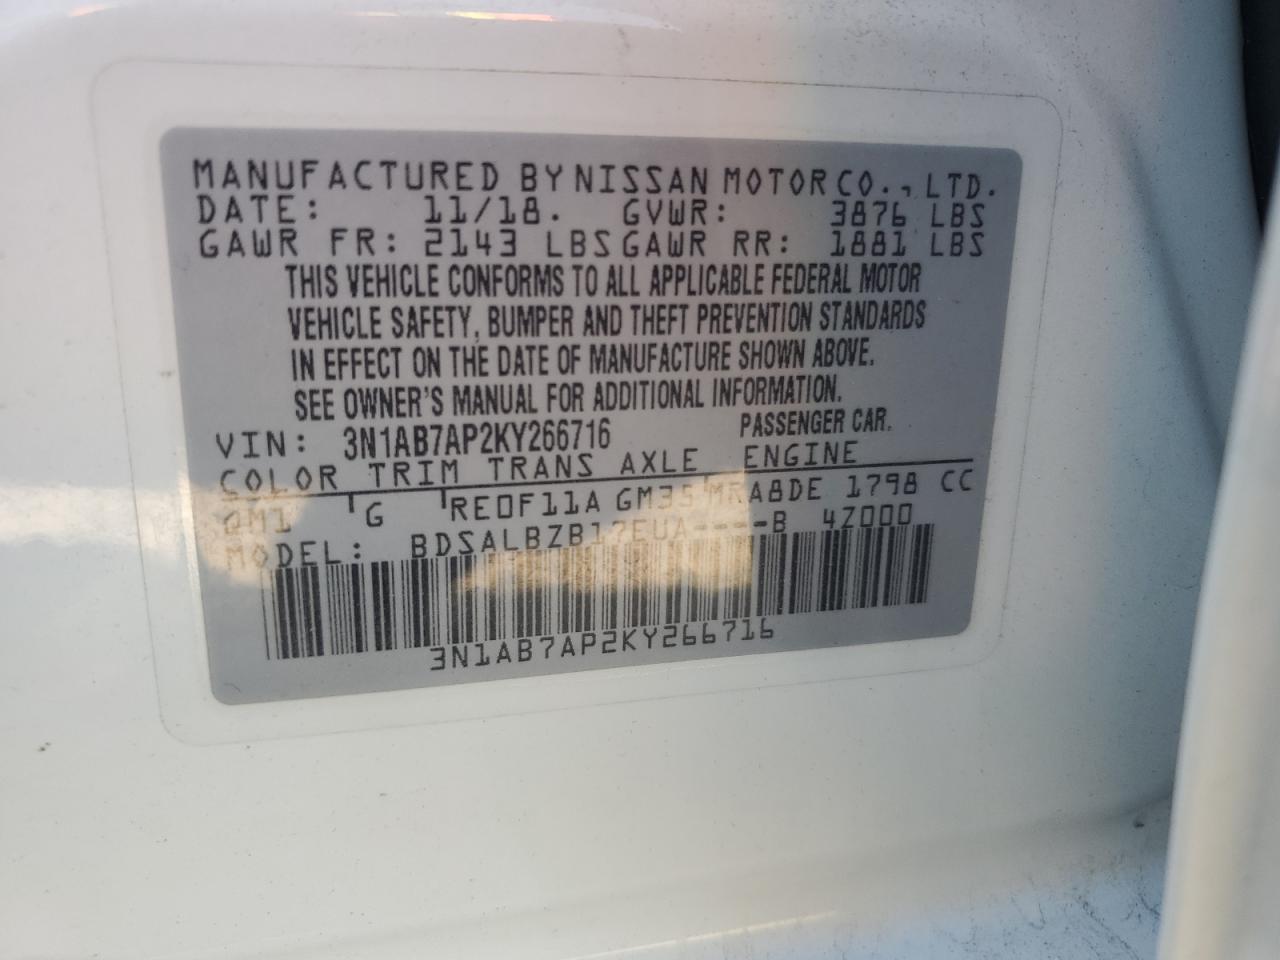 MANUFACTURED BY NISSAN MOTOR CO., LTD.
DATE: 11/18. GVWR: 3876 LBS
GAWR FR: 2143 LBS GAWR RR: 1881 LBS
THIS VEHICLE CONFORMS TO ALL APPLICABLE FEDERAL MOTOR
VEHICLE SAFETY, BUMPER AND THEFT PREVENTION STANDARDS
IN EFFECT ON THE DATE OF MANUFACTURE SHOWN ABOVE.
SEE OWNER'S MANUAL FOR ADDITIONAL INFORMATION.
VIN: 3N1AB7AP2KY266716 PASSENGER CAR.
COLOR TRIM TRANS AXLE ENGINE
QM1 G RE0F11A GM35 MRA8DE 1798 CC
MODEL: BDSALBZB17EUA----B 4Z000
3N1AB7AP2KY266716